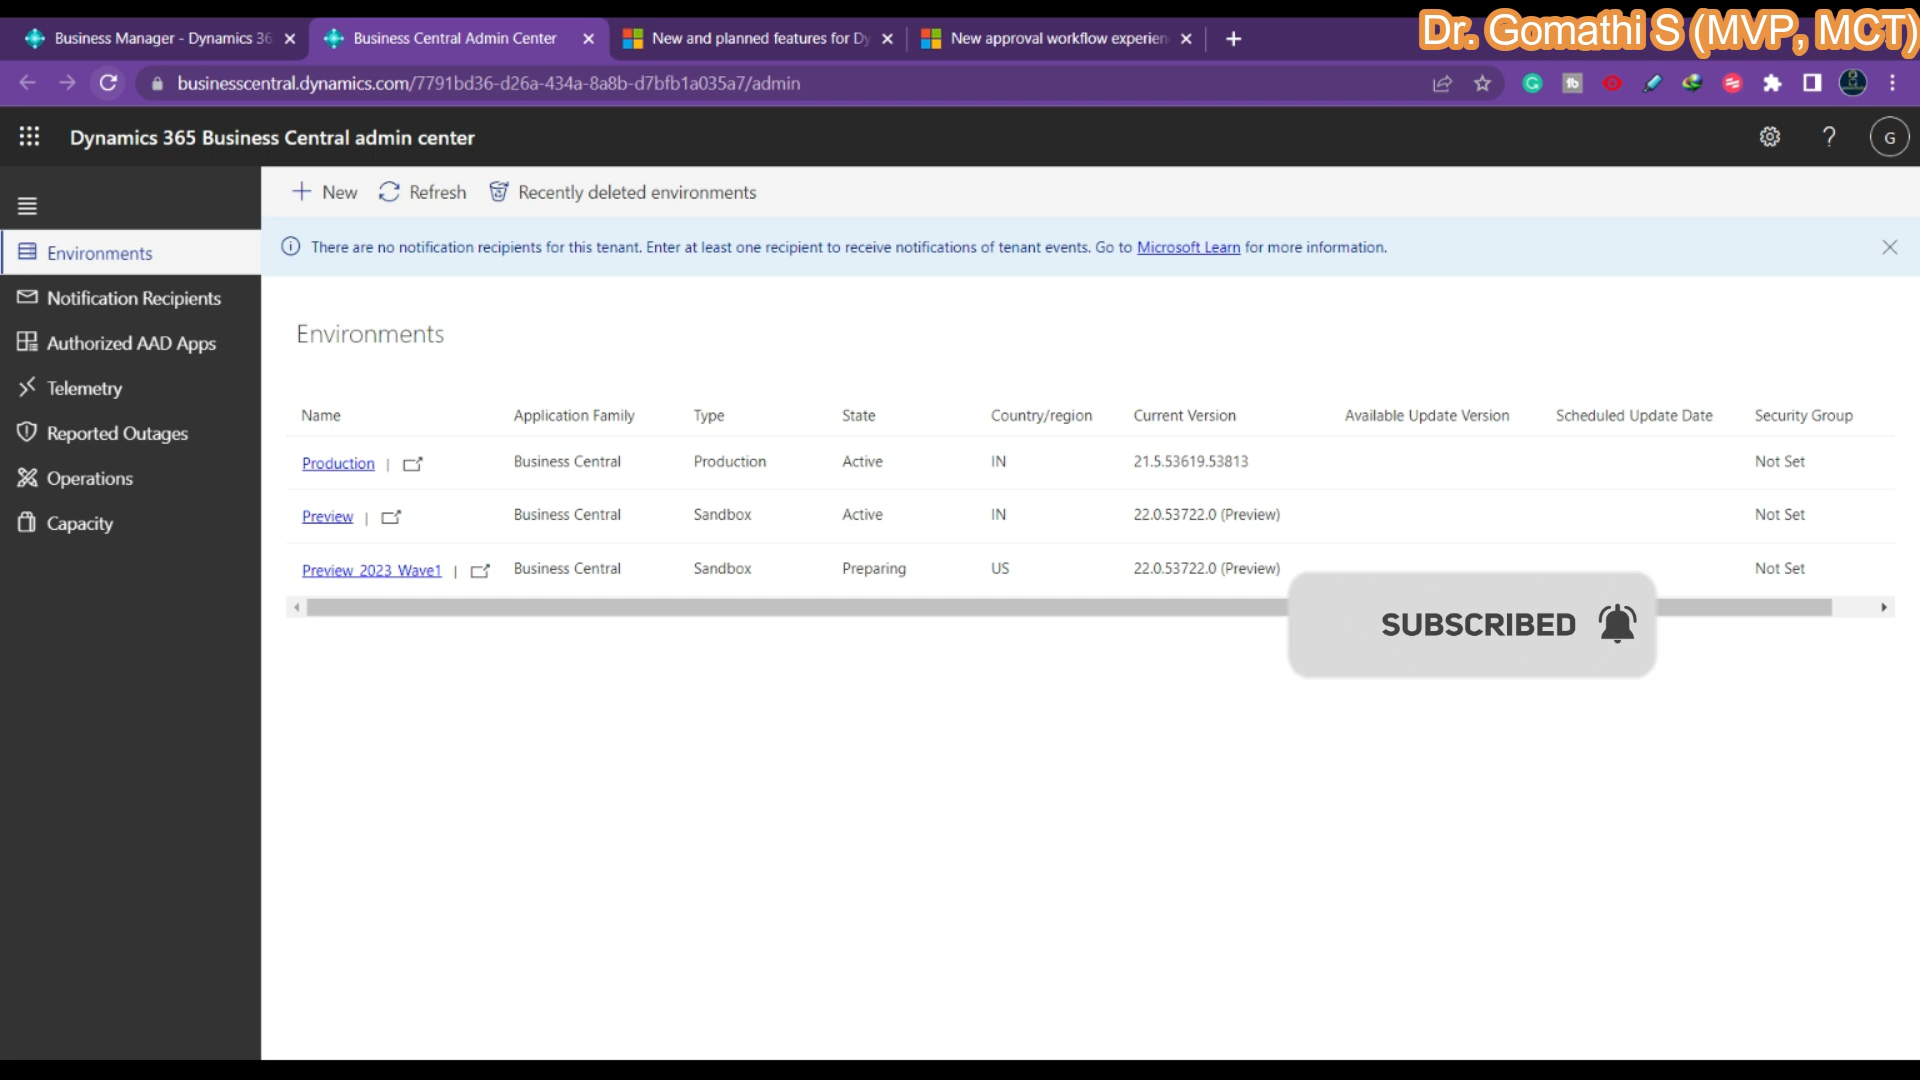 Dr. Gomathi S (MVP, MCT)
Business Manager - Dynamics 36
Business Central Admin Center
New and planned features for Dy
New approval workflow experien
businesscentral.dynamics.com/7791bd36-d26a-434a-8a8b-d7bfb1a035a7/admin
Dynamics 365 Business Central admin center
G
New Refresh Recently deleted environments
There are no notification recipients for this tenant. Enter at least one recipient to receive notifications of tenant events. Go to Microsoft Learn for more information.
Environments
Notification Recipients
Authorized AAD Apps
Telemetry
Reported Outages
Operations
Capacity
Environments
Name Application Family Type State Country/region Current Version Available Update Version Scheduled Update Date Security Group
Production | Business Central Production Active IN 21.5.53619.53813 Not Set
Preview | Business Central Sandbox Active IN 22.0.53722.0 (Preview) Not Set
Preview_2023_Wave1 | Business Central Sandbox Preparing US 22.0.53722.0 (Preview) Not Set
SUBSCRIBED